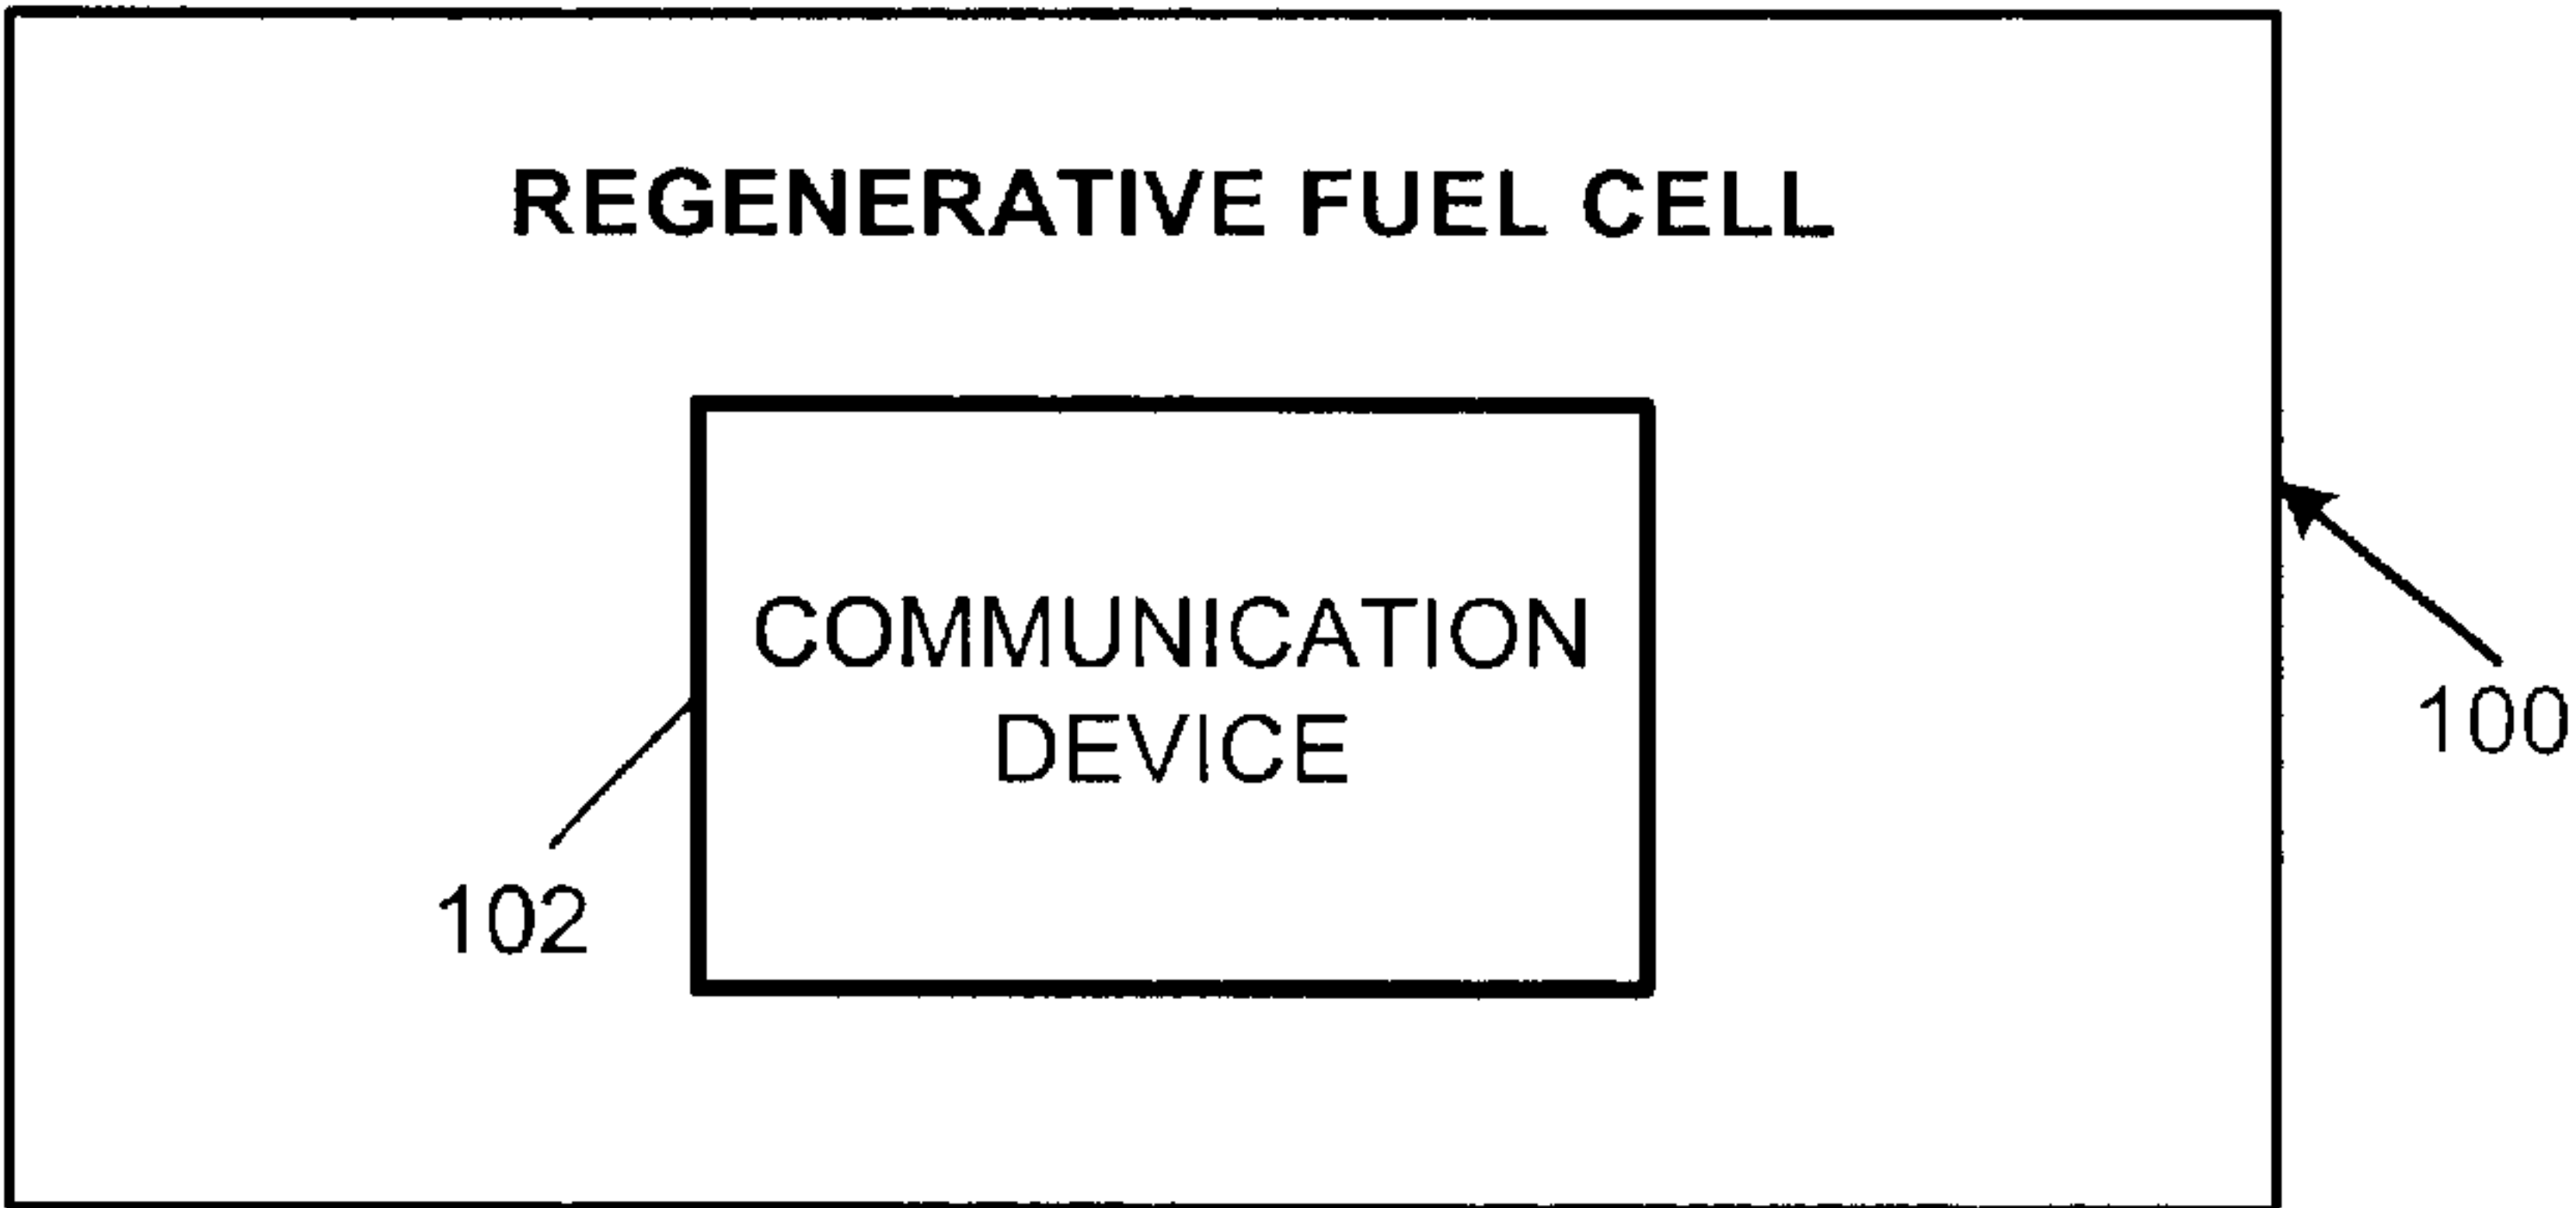 REGENERATIVE FUEL CELL
COMMUNICATION
DEVICE
100
102